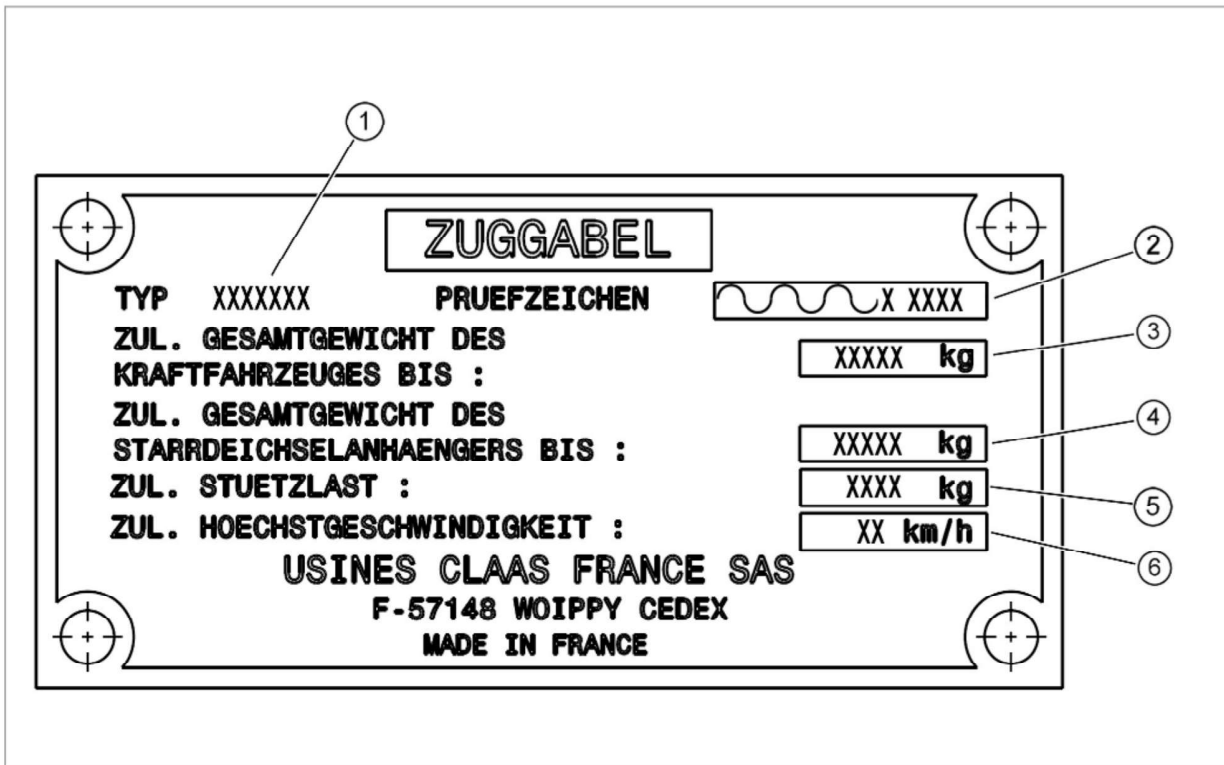 1
ZUGGABEL
2
TYP XXXXXXX PRUEFZEICHEN X XXXX
ZUL. GESAMTGEWICHT DES
3
KRAFTFAHRZEUGES BIS : XXXXX kg
ZUL. GESAMTGEWICHT DES
4
STARRDEICHSELANHAENGERS BIS : XXXXX kg
ZUL. STUETZLAST : XXXX kg
5
ZUL. HOECHSTGESCHWINDIGKEIT : XX km/h
6
USINES CLAAS FRANCE SAS
F-57148 WOIPPY CEDEX
MADE IN FRANCE